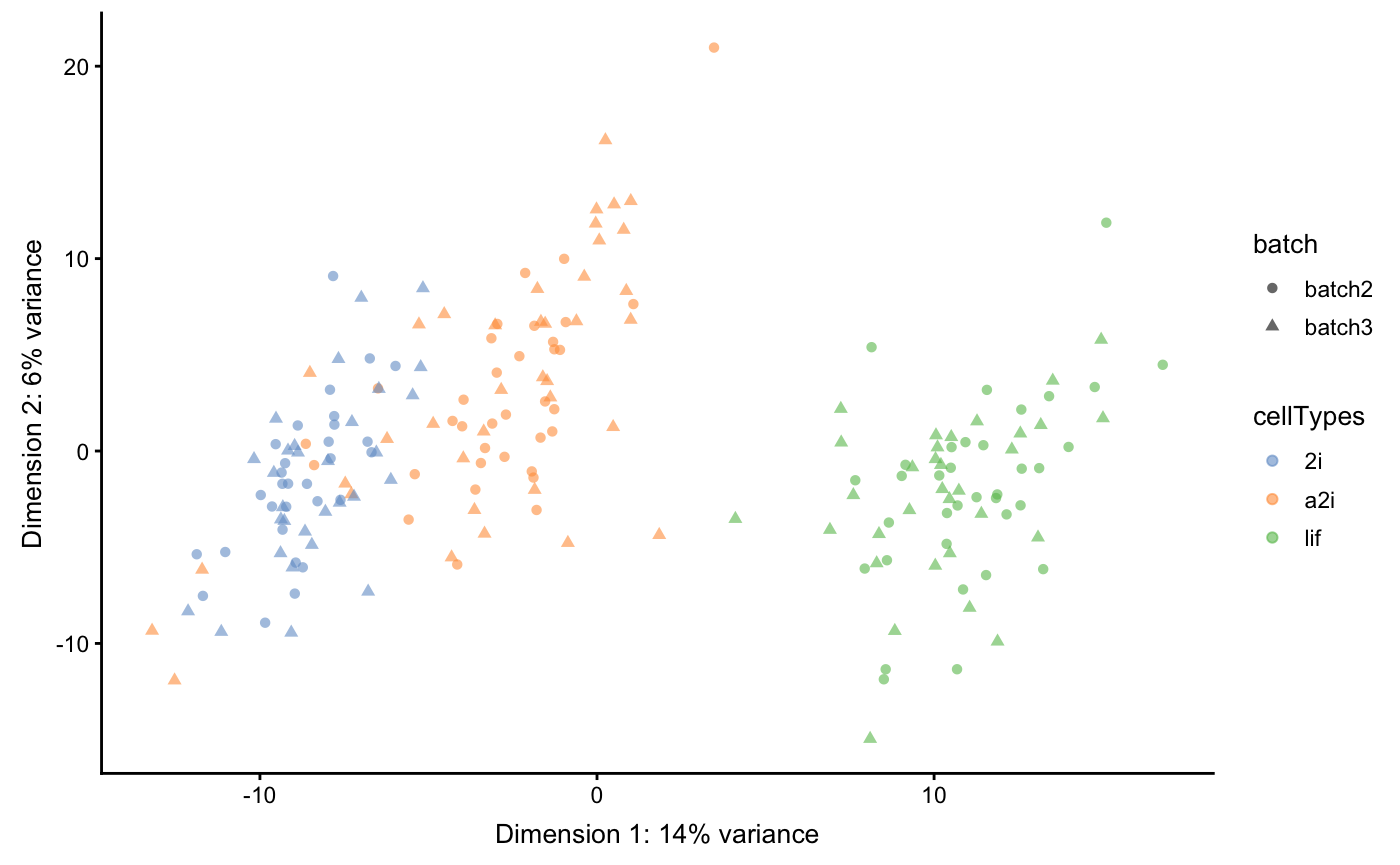 20
10
0
-10
Dimension 2: 6% variance
-10
0
10
Dimension 1: 14% variance
batch
batch2
batch3
cellTypes
2i
a2i
lif